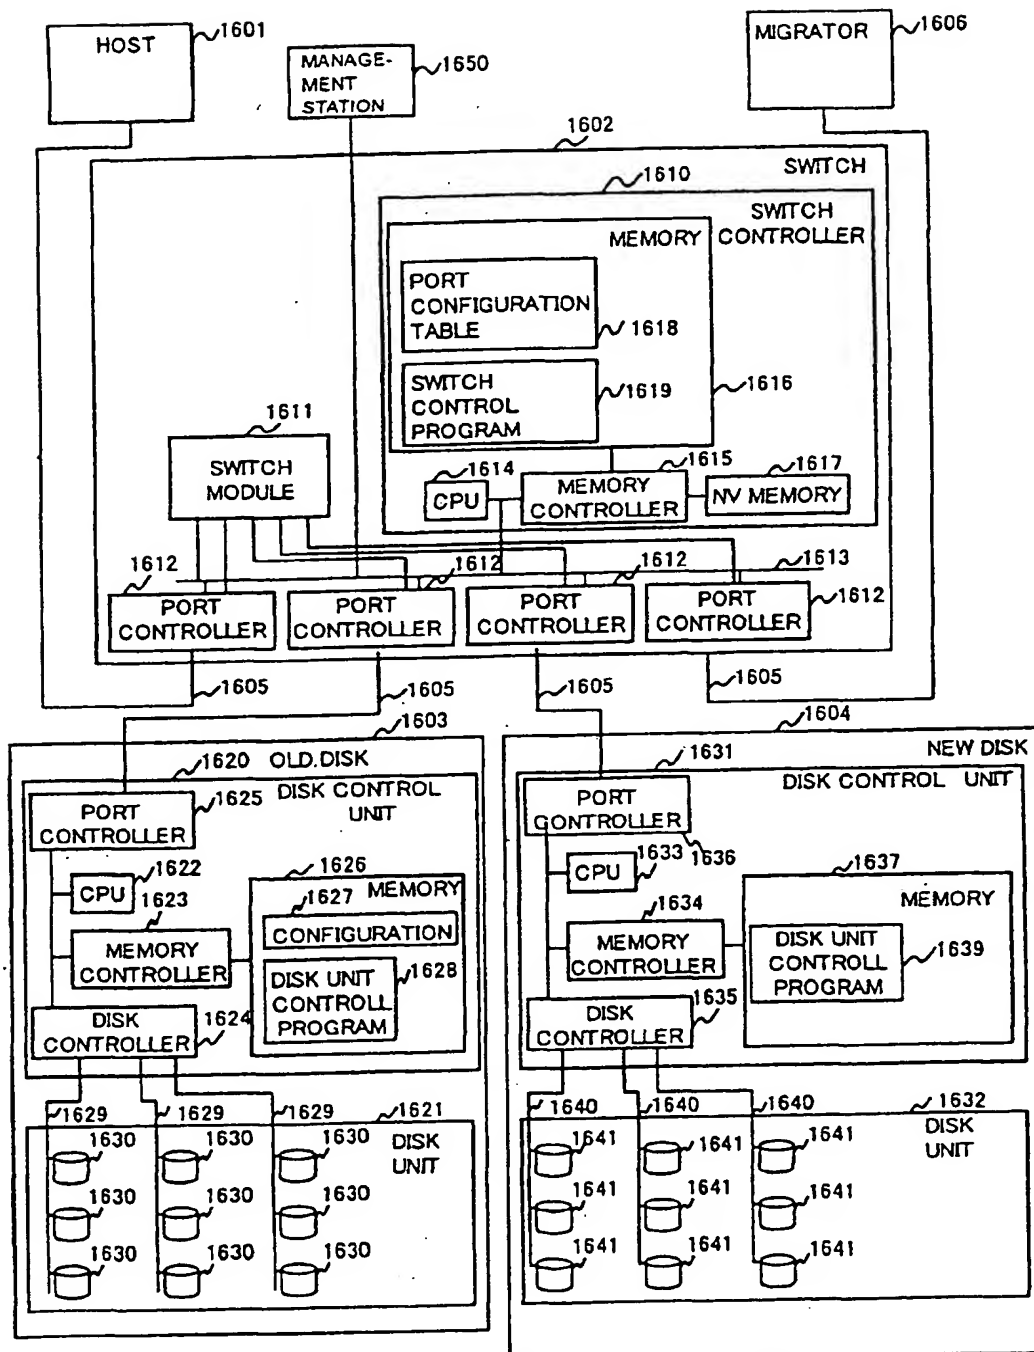 HOST
1601
MANAGE-
MENT
STATION
1650
MIGRATOR
1606
1602
SWITCH
1610
SWITCH
CONTROLLER
MEMORY
PORT
CONFIGURATION
TABLE
1618
SWITCH
CONTROL
PROGRAM
1619
1616
1611
SWITCH
MODULE
1614
CPU
1615
MEMORY
CONTROLLER
1617
NV MEMORY
1612
1612
1612
1613
PORT
CONTROLLER
PORT
CONTROLLER
PORT
CONTROLLER
PORT
CONTROLLER
1612
1605
1605
1605
1605
1603
OLD.DISK
1620
DISK CONTROL
UNIT
PORT
CONTROLLER
1625
1622
CPU
1623
MEMORY
CONTROLLER
1626
MEMORY
1627
CONFIGURATION
DISK UNIT
CONTROLL
PROGRAM
1628
DISK
CONTROLLER
1624
1629
1629
1629
1621
DISK
UNIT
1630
1630
1630
1630
1630
1630
1630
1630
1630
1604
NEW DISK
1631
DISK CONTROL UNIT
PORT
CONTROLLER
1636
CPU
1633
1634
MEMORY
CONTROLLER
1637
MEMORY
DISK UNIT
CONTROLL
PROGRAM
1639
DISK
CONTROLLER
1635
1640
1640
1640
1632
DISK
UNIT
1641
1641
1641
1641
1641
1641
1641
1641
1641